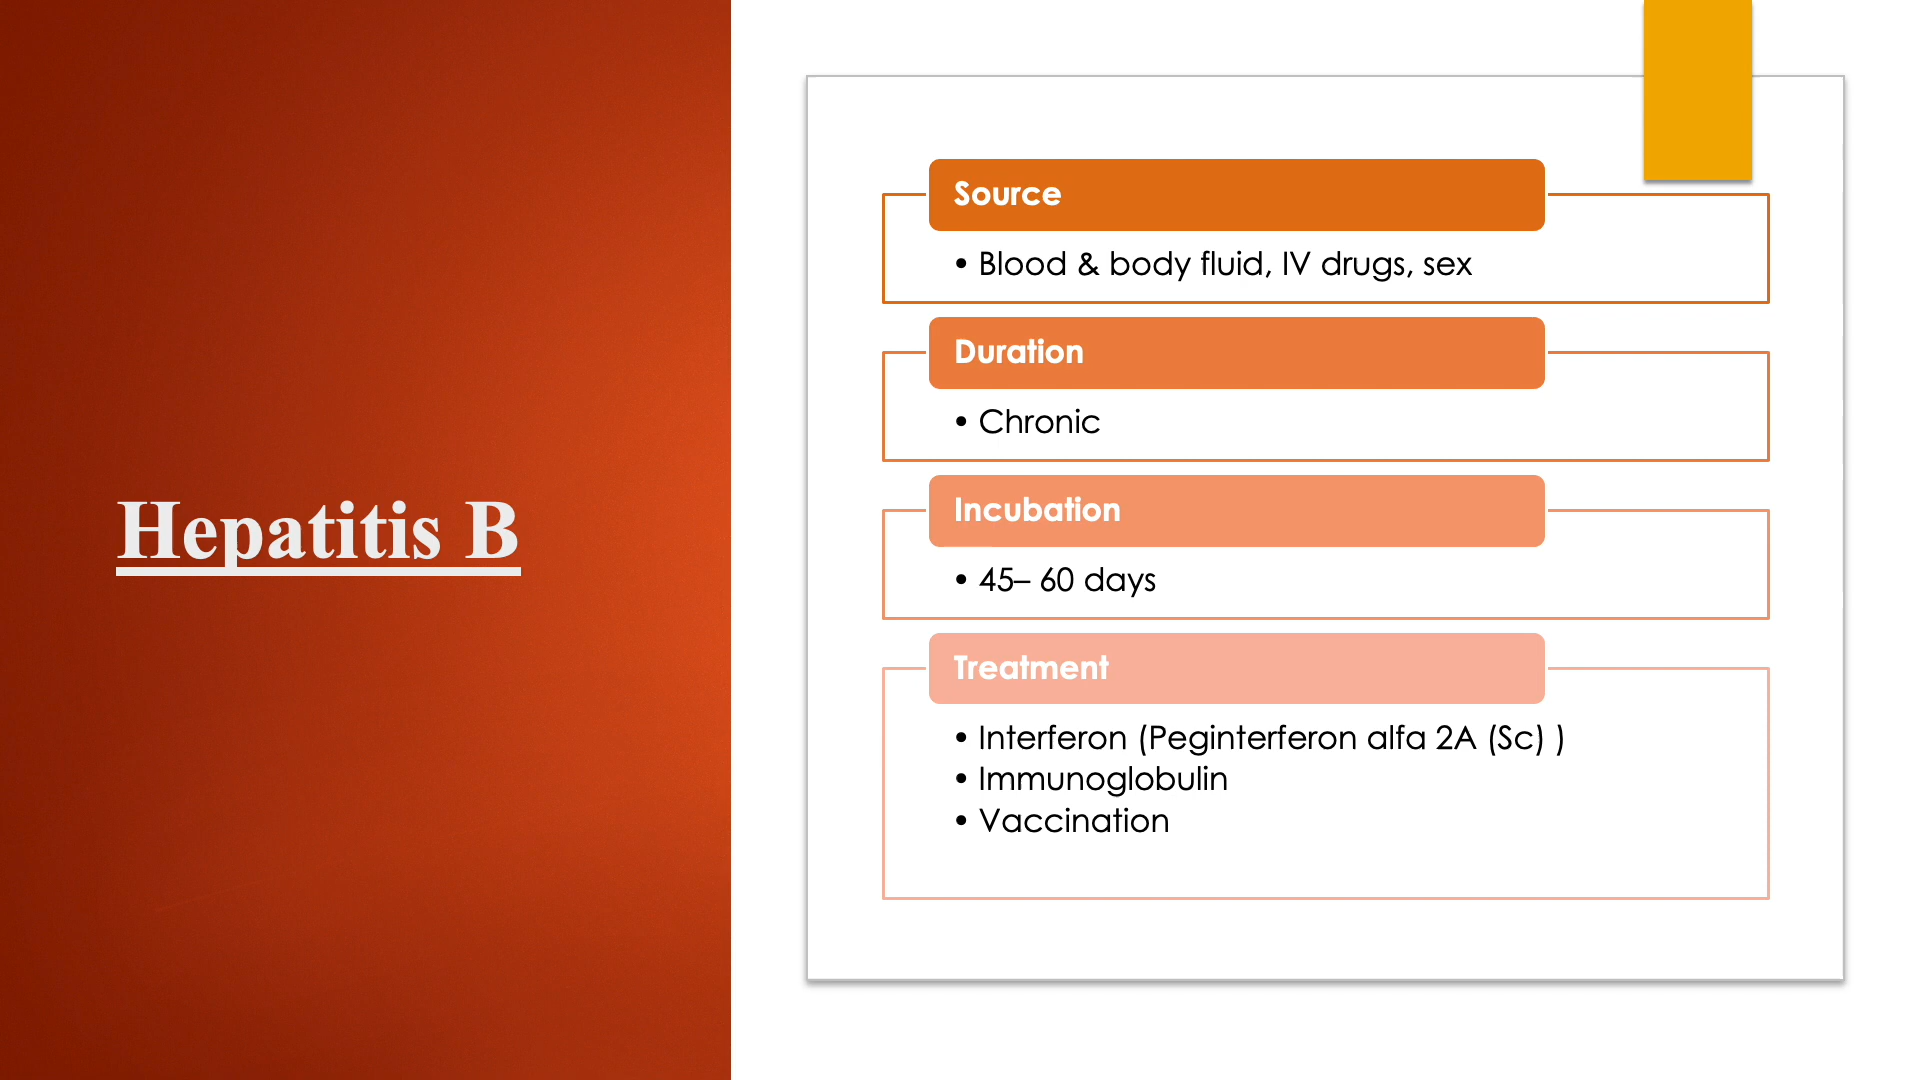 Hepatitis B
Source
• Blood & body fluid, IV drugs, sex
Duration
• Chronic
Incubation
• 45– 60 days
Treatment
• Interferon (Peginterferon alfa 2A (Sc) )
• Immunoglobulin
• Vaccination